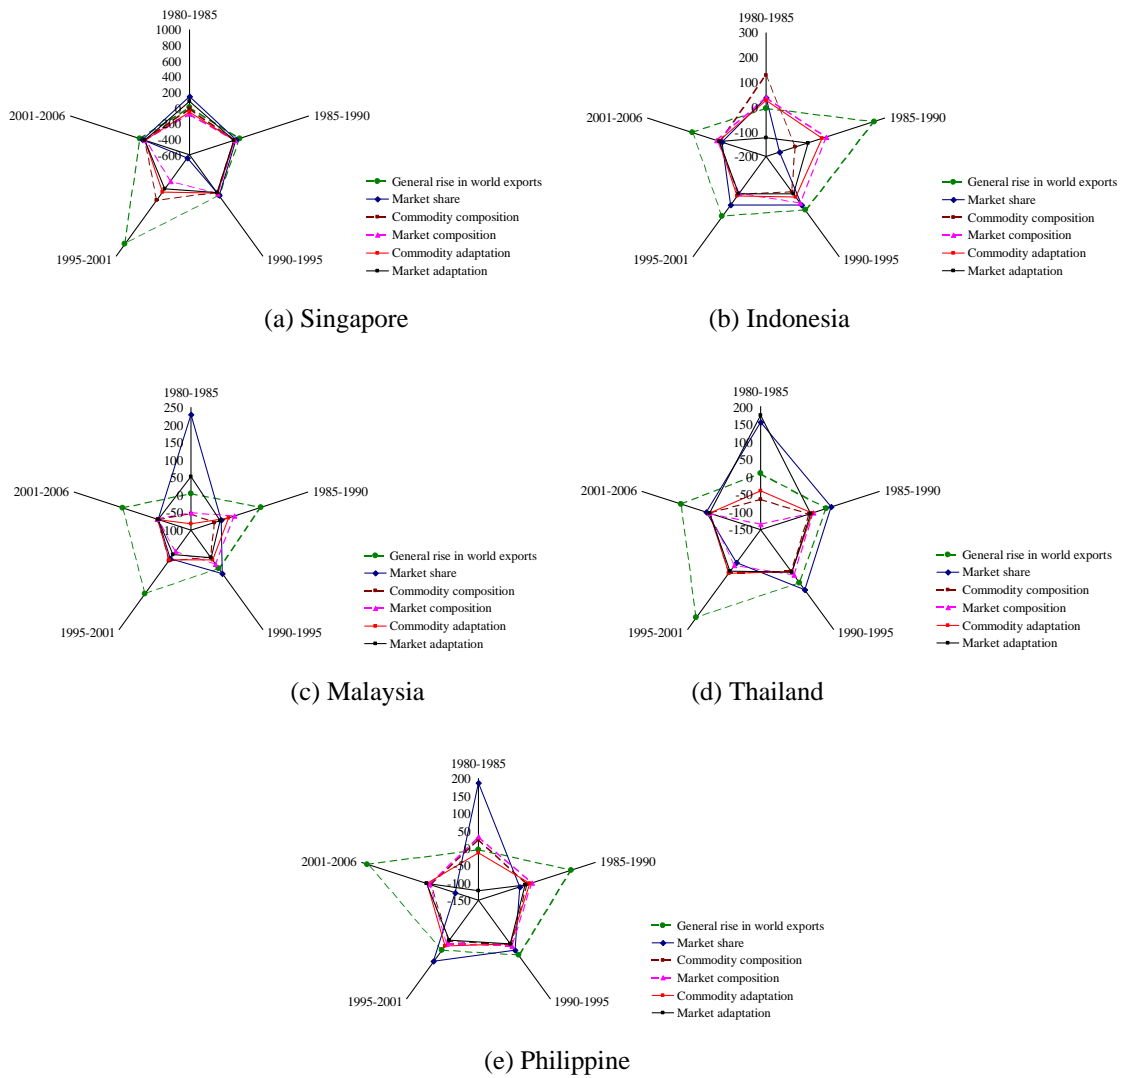 1980-1985
1000
800
600
400
200
0
-200
-400
-600
2001-2006
1985-1990
1995-2001
1990-1995
General rise in world exports
Market share
Commodity composition
Market composition
Commodity adaptation
Market adaptation
(a) Singapore
1980-1985
300
200
100
0
-100
-200
2001-2006
1985-1990
1995-2001
1990-1995
General rise in world exports
Market share
Commodity composition
Market composition
Commodity adaptation
Market adaptation
(b) Indonesia
1980-1985
250
200
150
100
50
0
-50
-100
2001-2006
1985-1990
1995-2001
1990-1995
General rise in world exports
Market share
Commodity composition
Market composition
Commodity adaptation
Market adaptation
(c) Malaysia
1980-1985
200
150
100
50
0
-50
-100
-150
2001-2006
1985-1990
1995-2001
1990-1995
General rise in world exports
Market share
Commodity composition
Market composition
Commodity adaptation
Market adaptation
(d) Thailand
1980-1985
200
150
100
50
0
-50
-100
-150
2001-2006
1985-1990
1995-2001
1990-1995
General rise in world exports
Market share
Commodity composition
Market composition
Commodity adaptation
Market adaptation
(e) Philippine